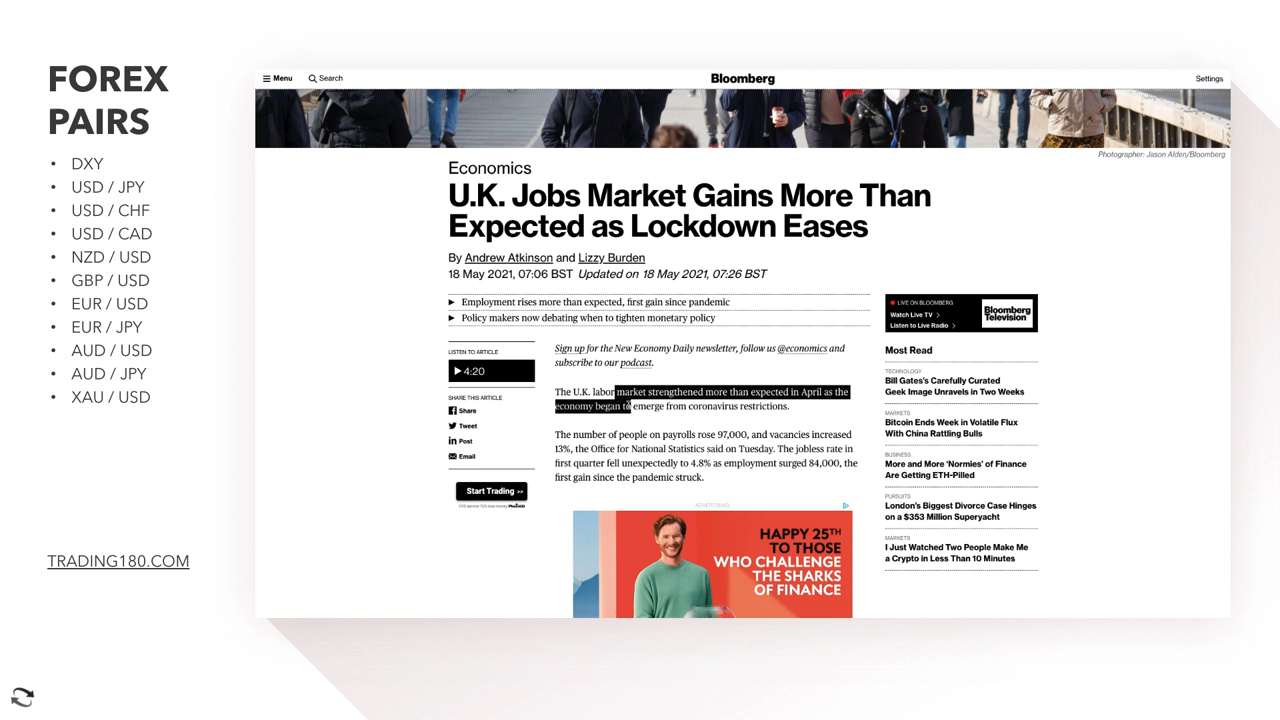 FOREX
PAIRS
• DXY
• USD / JPY
• USD / CHF
• USD / CAD
• NZD / USD
• GBP / USD
• EUR / USD
• EUR / JPY
• AUD / USD
• AUD / JPY
• XAU / USD
TRADING180.COM
Menu
Search
Bloomberg
Settings
Photographer: Jason Alden/Bloomberg
Economics
U.K. Jobs Market Gains More Than
Expected as Lockdown Eases
By Andrew Atkinson and Lizzy Burden
18 May 2021, 07:06 BST Updated on 18 May 2021, 07:26 BST
Employment rises more than expected, first gain since pandemic
Policy makers now debating when to tighten monetary policy
LISTEN TO ARTICLE
4:20
SHARE THIS ARTICLE
Share
Tweet
Post
Email
Start Trading >>
Sign up for the New Economy Daily newsletter, follow us @economics and
subscribe to our podcast.
The U.K. labor market strengthened more than expected in April as the
economy began to emerge from coronavirus restrictions.
The number of people on payrolls rose 97,000, and vacancies increased
13%, the Office for National Statistics said on Tuesday. The jobless rate in
first quarter fell unexpectedly to 4.8% as employment surged 84,000, the
first gain since the pandemic struck.
ADVERTISING
HAPPY 25TH
TO THOSE
WHO CHALLENGE
THE SHARKS
OF FINANCE
LIVE ON BLOOMBERG
Watch Live TV >
Listen to Live Radio >
Bloomberg
Television
Most Read
TECHNOLOGY
Bill Gates's Carefully Curated
Geek Image Unravels in Two Weeks
MARKETS
Bitcoin Ends Week in Volatile Flux
With China Rattling Bulls
BUSINESS
More and More 'Normies' of Finance
Are Getting ETH-Pilled
PURSUITS
London's Biggest Divorce Case Hinges
on a $353 Million Superyacht
MARKETS
I Just Watched Two People Make Me
a Crypto in Less Than 10 Minutes